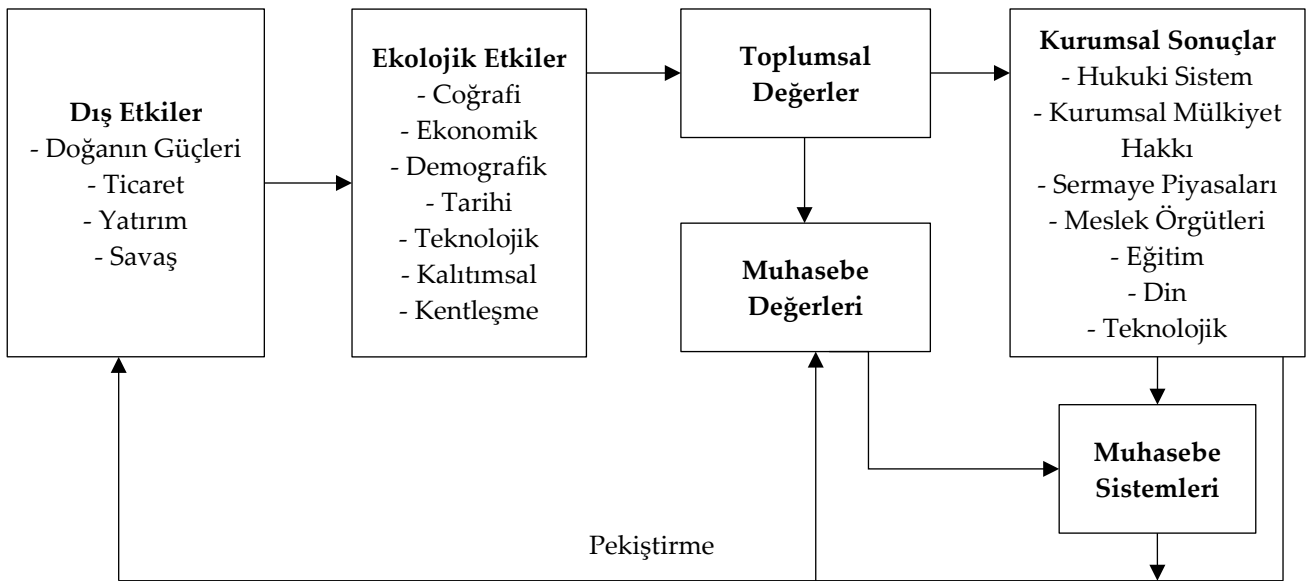 Dış Etkiler
- Doğanın Güçleri
- Ticaret
- Yatırım
- Savaş
Ekolojik Etkiler
- Coğrafi
- Ekonomik
- Demografik
- Tarihi
- Teknolojik
- Kalıtımsal
- Kentleşme
Toplumsal
Değerler
Muhasebe
Değerleri
Kurumsal Sonuçlar
- Hukuki Sistem
- Kurumsal Mülkiyet
Hakkı
- Sermaye Piyasaları
- Meslek Örgütleri
- Eğitim
- Din
- Teknolojik
Muhasebe
Sistemleri
Pekiştirme